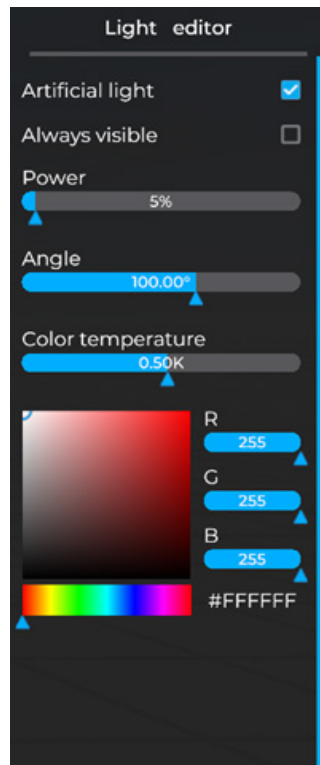 Light editor
Artificial light
Always visible
Power
5%
Angle
100.00°
Color temperature
0.50K
R
255
G
255
B
255
#FFFFFF